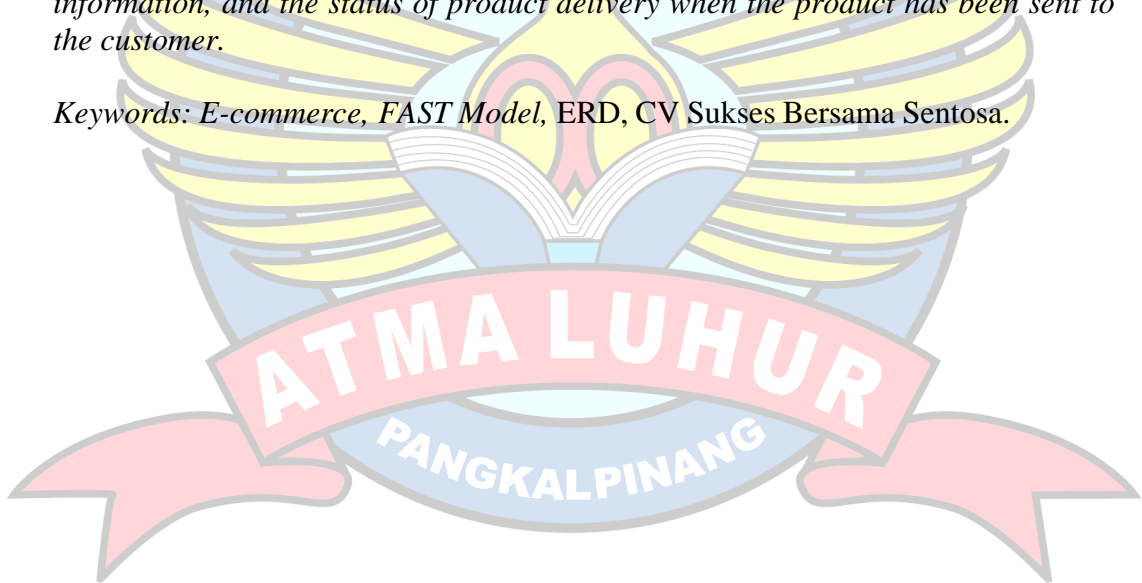 information, and the status of product delivery when the product has been sent to
the customer.
Keywords: E-commerce, FAST Model, ERD, CV Sukses Bersama Sentosa.
ATMA LUHUR
PANGKALPINANG